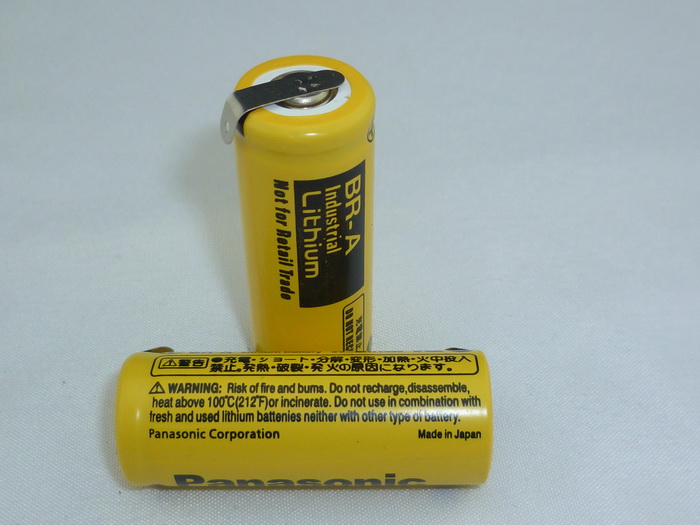 BR-A
Industrial
Lithium
Not for Retail Trade
⚠警告 ●充電・ショート・分解・変形・加熱・火中投入
禁止。発熱・破裂・発火の原因になります。
⚠ WARNING: Risk of fire and burns. Do not recharge,disassemble,
heat above 100℃(212℉)or incinerate. Do not use in combination with
fresh and used lithium battenies neither with other type of battery.
Panasonic Corporation Made in Japan
Panasonic